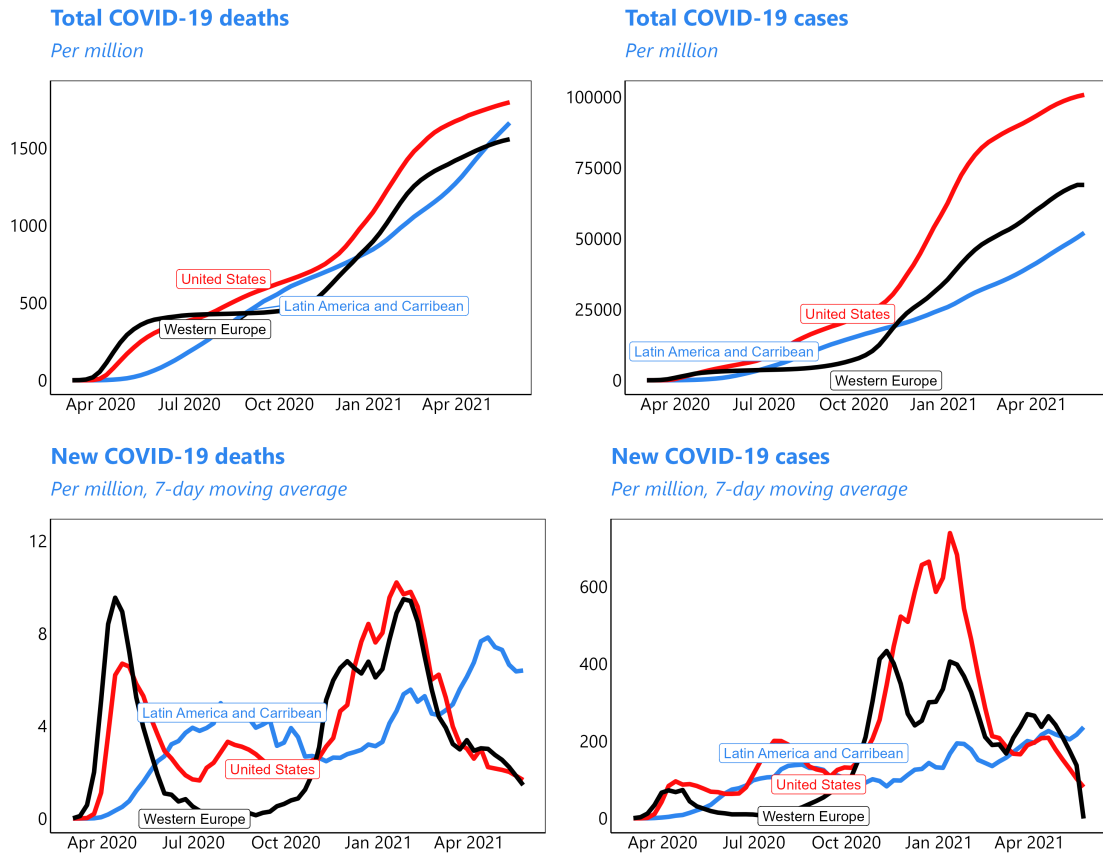 Total COVID-19 deaths
Per million
1500
1000
500
0
United States
Latin America and Carribean
Western Europe
Apr 2020 Jul 2020 Oct 2020 Jan 2021 Apr 2021
Total COVID-19 cases
Per million
100000
75000
50000
25000
0
United States
Latin America and Carribean
Western Europe
Apr 2020 Jul 2020 Oct 2020 Jan 2021 Apr 2021
New COVID-19 deaths
Per million, 7-day moving average
12
8
4
0
Latin America and Carribean
United States
Western Europe
Apr 2020 Jul 2020 Oct 2020 Jan 2021 Apr 2021
New COVID-19 cases
Per million, 7-day moving average
600
400
200
0
Latin America and Carribean
United States
Western Europe
Apr 2020 Jul 2020 Oct 2020 Jan 2021 Apr 2021